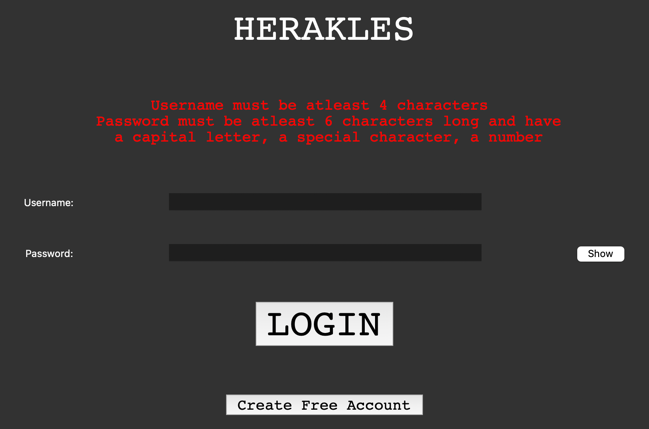 HERAKLES
Username must be atleast 4 characters
Password must be atleast 6 characters long and have
a capital letter, a special character, a number
Username:
Password:
Show
LOGIN
Create Free Account